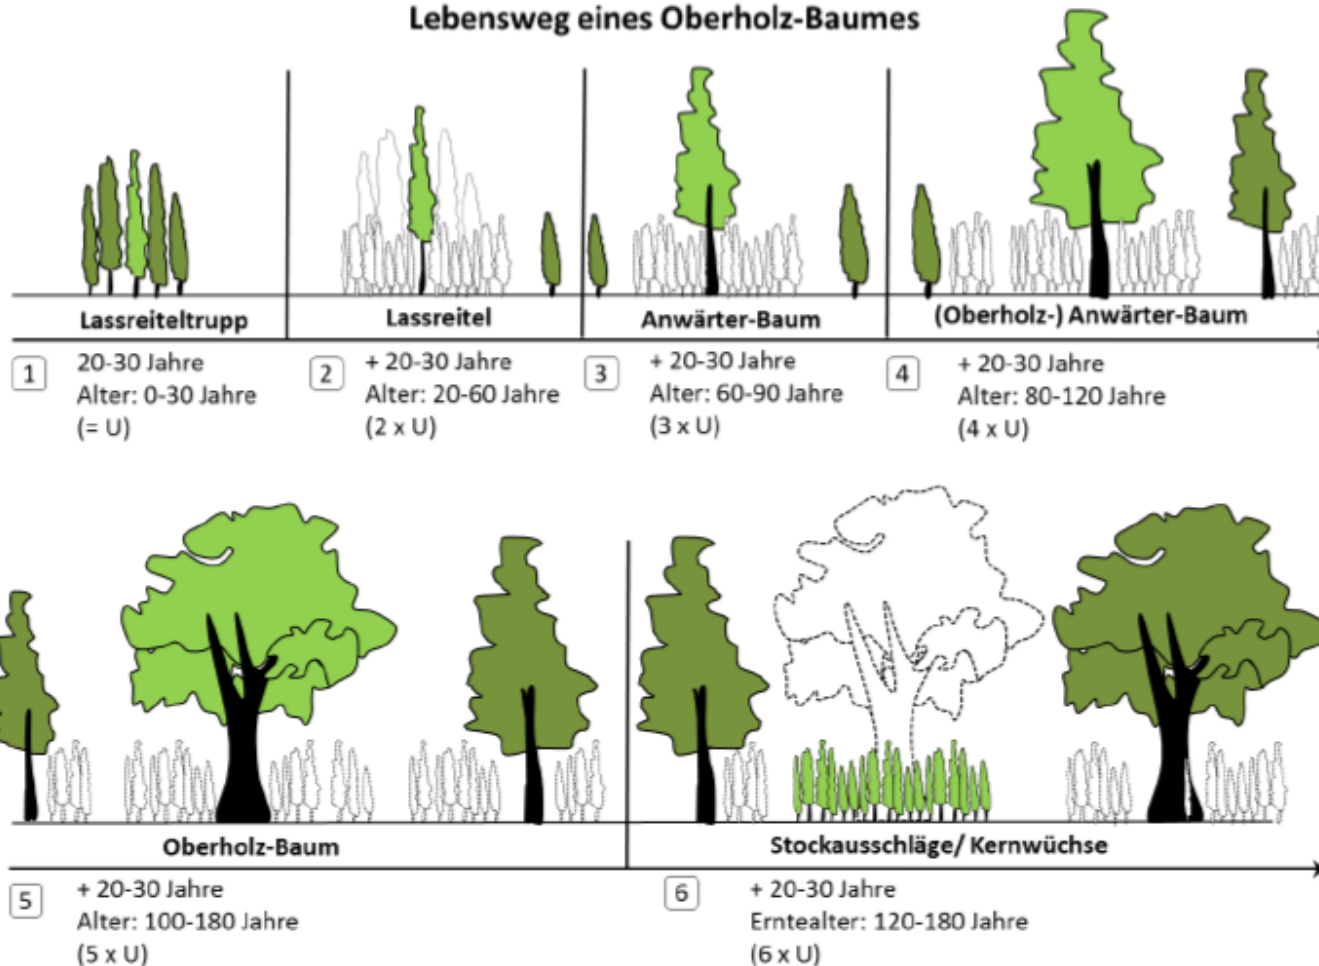 Lebensweg eines Oberholz-Baumes
Lassreiteltrupp
Lassreitel
Anwärter-Baum
(Oberholz-) Anwärter-Baum
1
20-30 Jahre
Alter: 0-30 Jahre
(= U)
2
+ 20-30 Jahre
Alter: 20-60 Jahre
(2 x U)
3
+ 20-30 Jahre
Alter: 60-90 Jahre
(3 x U)
4
+ 20-30 Jahre
Alter: 80-120 Jahre
(4 x U)
Oberholz-Baum
Stockausschläge/ Kernwüchse
5
+ 20-30 Jahre
Alter: 100-180 Jahre
(5 x U)
6
+ 20-30 Jahre
Erntealter: 120-180 Jahre
(6 x U)